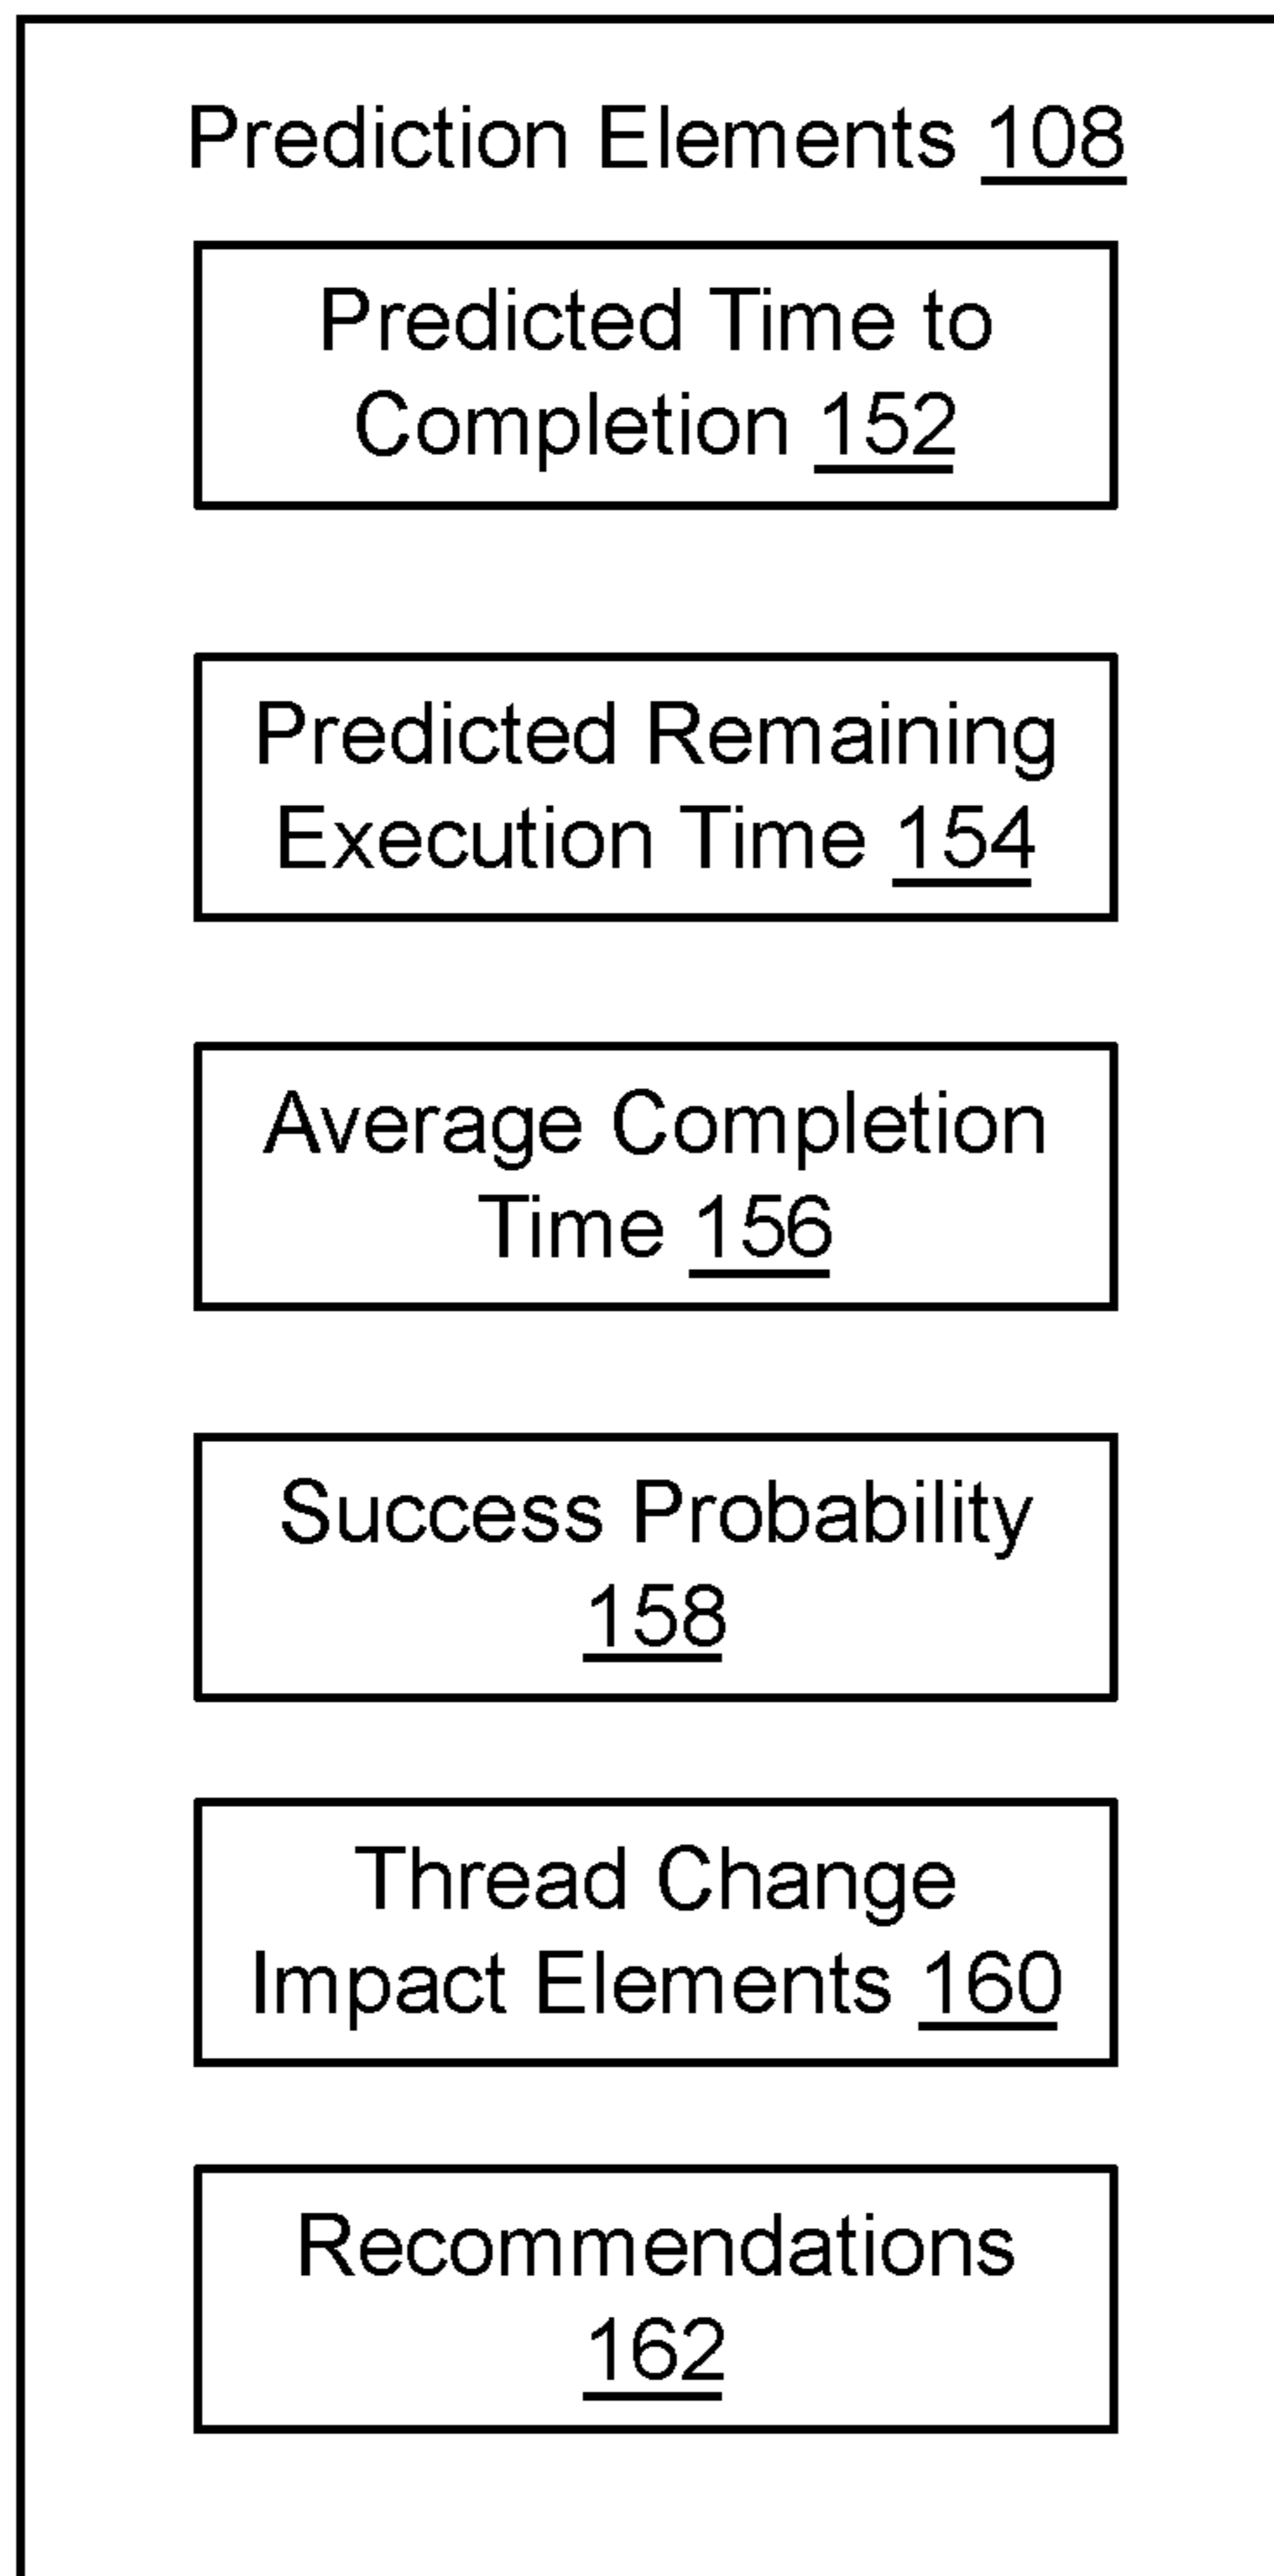 Prediction Elements 108
Predicted Time to
Completion 152
Predicted Remaining
Execution Time 154
Average Completion
Time 156
Success Probability
158
Thread Change
Impact Elements 160
Recommendations
162